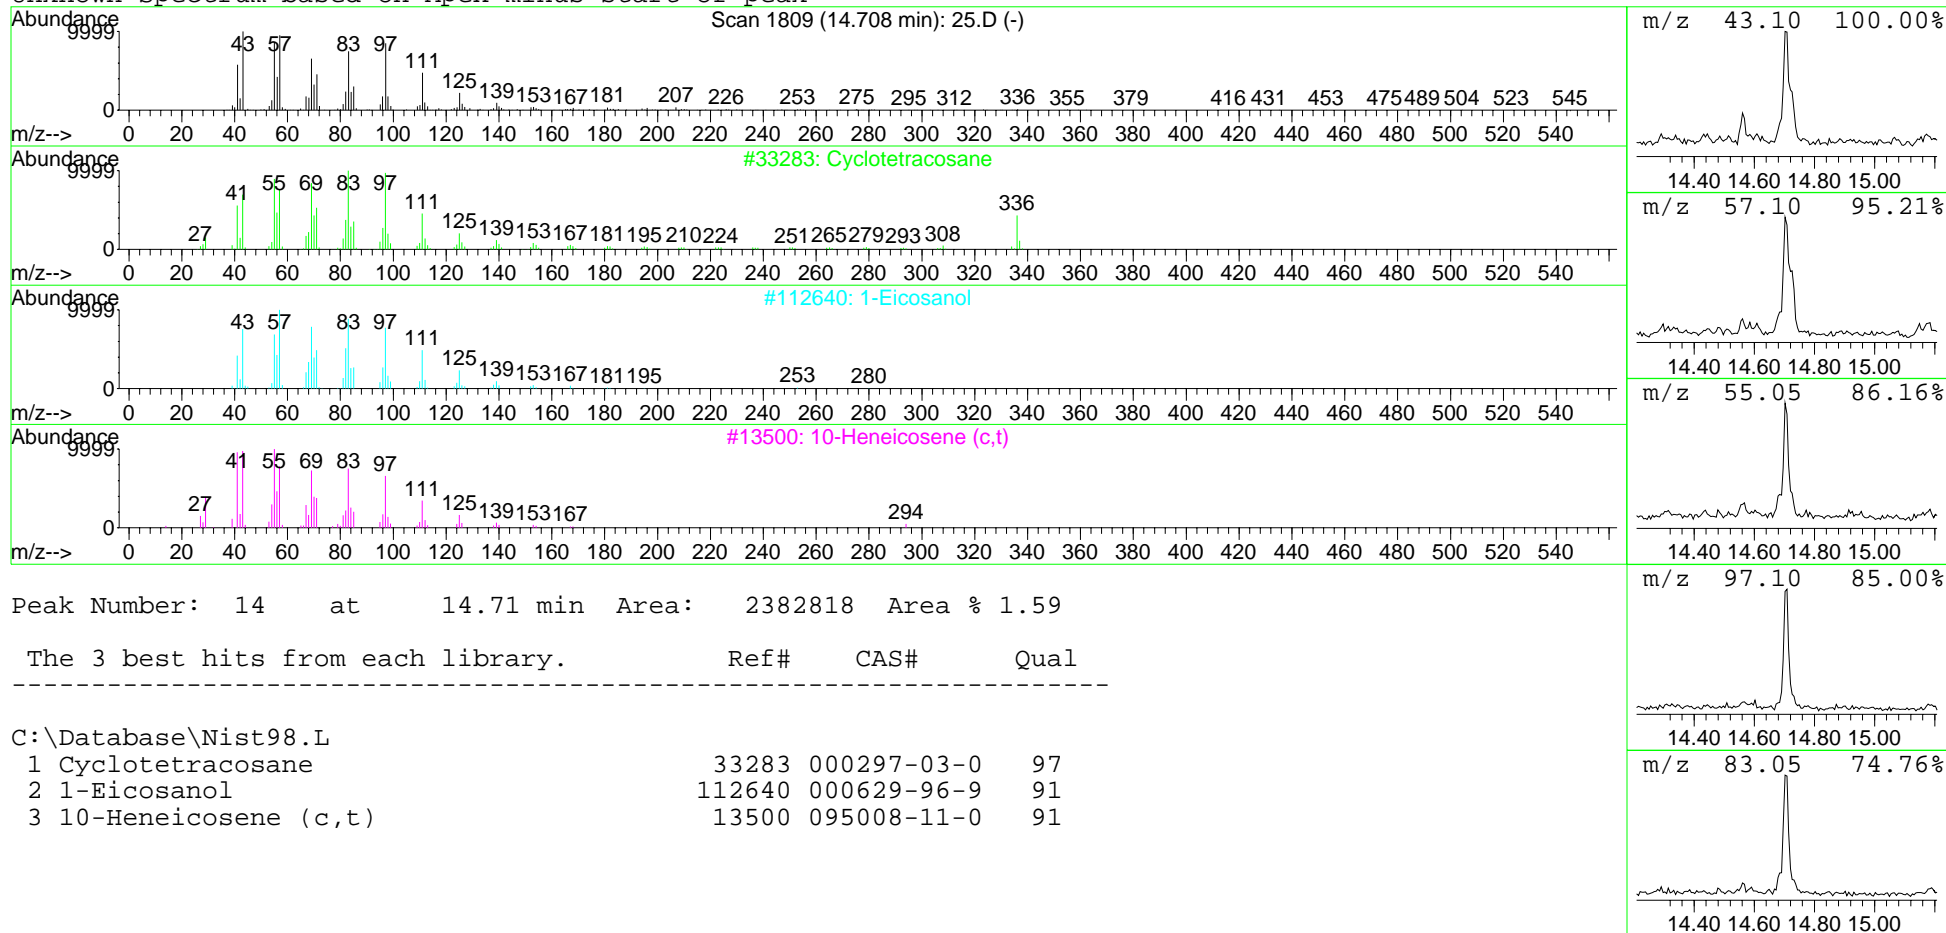 Unknown Spectrum based on Apex minus start of peak
Abundance
Scan 1809 (14.708 min): 25.D (-)
9999
43 57 83 97
111
125 139 153 167 181 207 226 253 275 295 312 336 355 379 416 431 453 475 489 504 523 545
0
m/z--> 0 20 40 60 80 100 120 140 160 180 200 220 240 260 280 300 320 340 360 380 400 420 440 460 480 500 520 540
Abundance
#33283: Cyclotetracosane
9999
41 55 69 83 97
111
336
27 125 139 153 167 181 195 210 224 251 265 279 293 308
0
m/z--> 0 20 40 60 80 100 120 140 160 180 200 220 240 260 280 300 320 340 360 380 400 420 440 460 480 500 520 540
Abundance
#112640: 1-Eicosanol
9999
43 57 83 97
111
125 139 153 167 181 195 253 280
0
m/z--> 0 20 40 60 80 100 120 140 160 180 200 220 240 260 280 300 320 340 360 380 400 420 440 460 480 500 520 540
Abundance
#13500: 10-Heneicosene (c,t)
9999
41 55 69 83 97
27 111
125 139 153 167 294
0
m/z--> 0 20 40 60 80 100 120 140 160 180 200 220 240 260 280 300 320 340 360 380 400 420 440 460 480 500 520 540
m/z 43.10 100.00%
14.40 14.60 14.80 15.00
m/z 57.10 95.21%
14.40 14.60 14.80 15.00
m/z 55.05 86.16%
14.40 14.60 14.80 15.00
m/z 97.10 85.00%
14.40 14.60 14.80 15.00
m/z 83.05 74.76%
14.40 14.60 14.80 15.00
Peak Number: 14 at 14.71 min Area: 2382818 Area % 1.59
The 3 best hits from each library. Ref# CAS# Qual
C:\Database\Nist98.L
1 Cyclotetracosane 33283 000297-03-0 97
2 1-Eicosanol 112640 000629-96-9 91
3 10-Heneicosene (c,t) 13500 095008-11-0 91